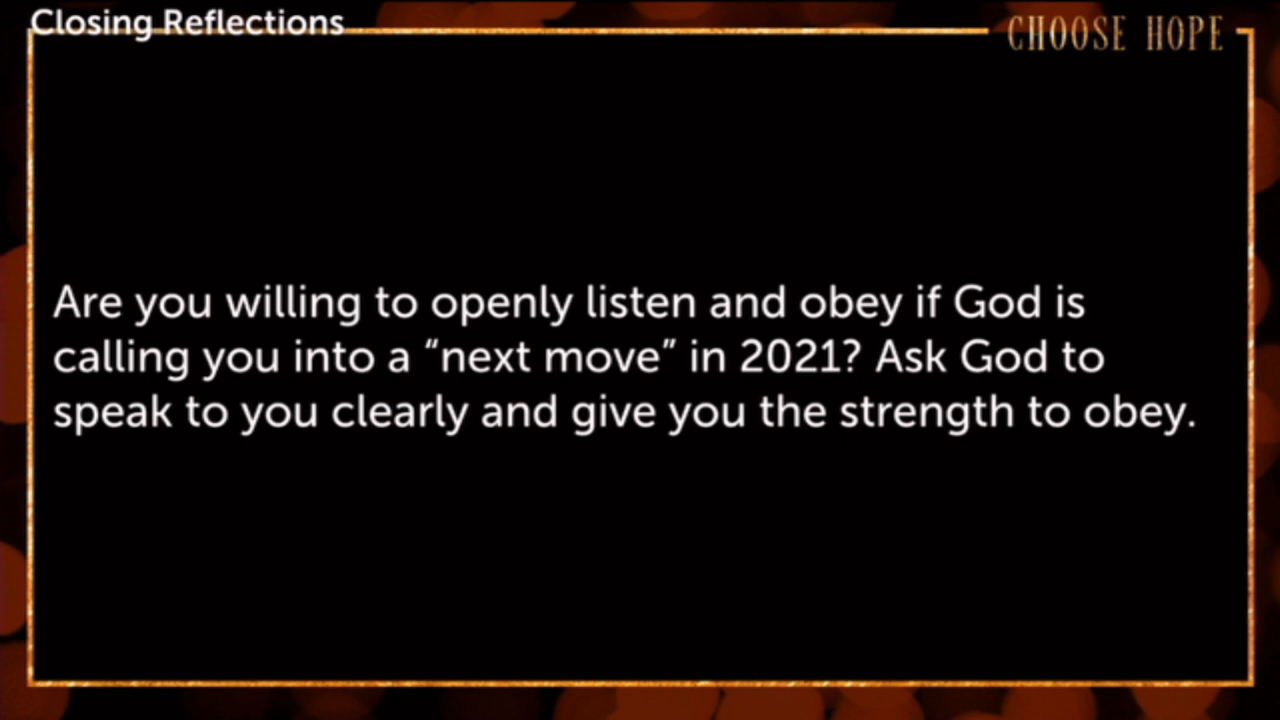 Closing Reflections
CHOOSE HOPE
Are you willing to openly listen and obey if God is
calling you into a “next move” in 2021? Ask God to
speak to you clearly and give you the strength to obey.